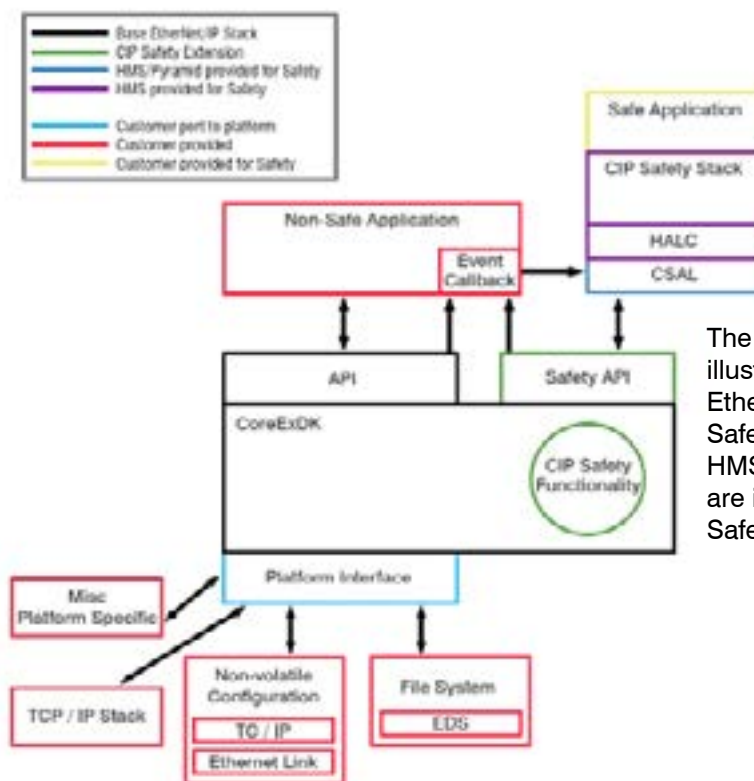 Base EtherNet/IP Stack
CIP Safety Extension
HMS/Pyramid provided for Safety
HMS provided for Safety
Customer port to platform
Customer provided
Customer provided for Safety
Safe Application
CIP Safety Stack
HALC
CSAL
Non-Safe Application
Event
Callback
API
Safety API
CoreExDK
CIP Safety
Functionality
Platform Interface
Misc
Platform Specific
TCP / IP Stack
Non-volatile
Configuration
TC / IP
Ethernet Link
File System
EDS
The
illust
Ethe
Safe
HMS
are i
Safe